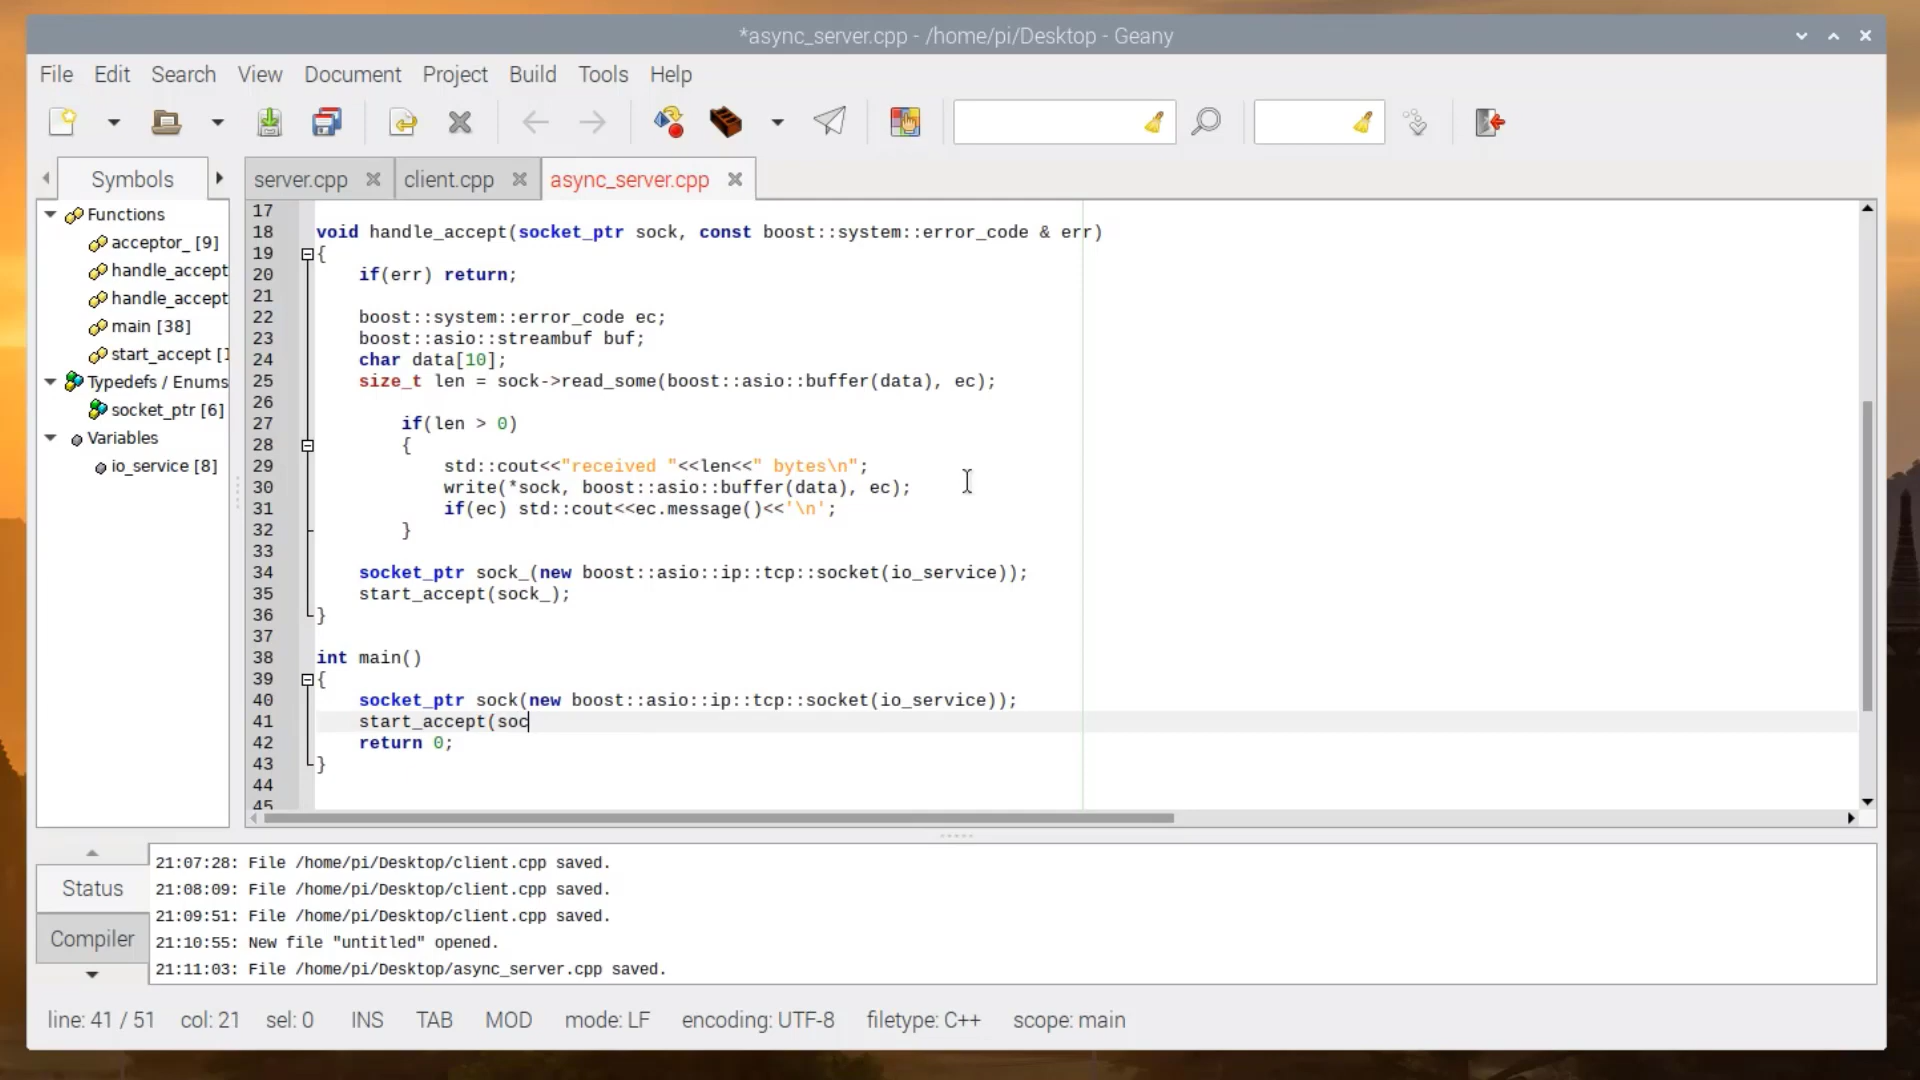 *async_server.cpp - /home/pi/Desktop - Geany
File Edit Search View Document Project Build Tools Help
Symbols server.cpp client.cpp async_server.cpp
Functions
acceptor_ [9]
handle_accept
handle_accept
main [38]
start_accept [1
Typedefs / Enums
socket_ptr [6]
Variables
io_service [8]
17
18 void handle_accept(socket_ptr sock, const boost::system::error_code & err)
19 {
20 if(err) return;
21
22 boost::system::error_code ec;
23 boost::asio::streambuf buf;
24 char data[10];
25 size_t len = sock->read_some(boost::asio::buffer(data), ec);
26
27 if(len > 0)
28 {
29 std::cout<<"received "<<len<<" bytes\n";
30 write(*sock, boost::asio::buffer(data), ec);
31 if(ec) std::cout<<ec.message()<<'\n';
32 }
33
34 socket_ptr sock_(new boost::asio::ip::tcp::socket(io_service));
35 start_accept(sock_);
36 }
37
38 int main()
39 {
40 socket_ptr sock(new boost::asio::ip::tcp::socket(io_service));
41 start_accept(soc
42 return 0;
43 }
44
45
Status
Compiler
21:07:28: File /home/pi/Desktop/client.cpp saved.
21:08:09: File /home/pi/Desktop/client.cpp saved.
21:09:51: File /home/pi/Desktop/client.cpp saved.
21:10:55: New file "untitled" opened.
21:11:03: File /home/pi/Desktop/async_server.cpp saved.
line: 41 / 51 col: 21 sel: 0 INS TAB MOD mode: LF encoding: UTF-8 filetype: C++ scope: main